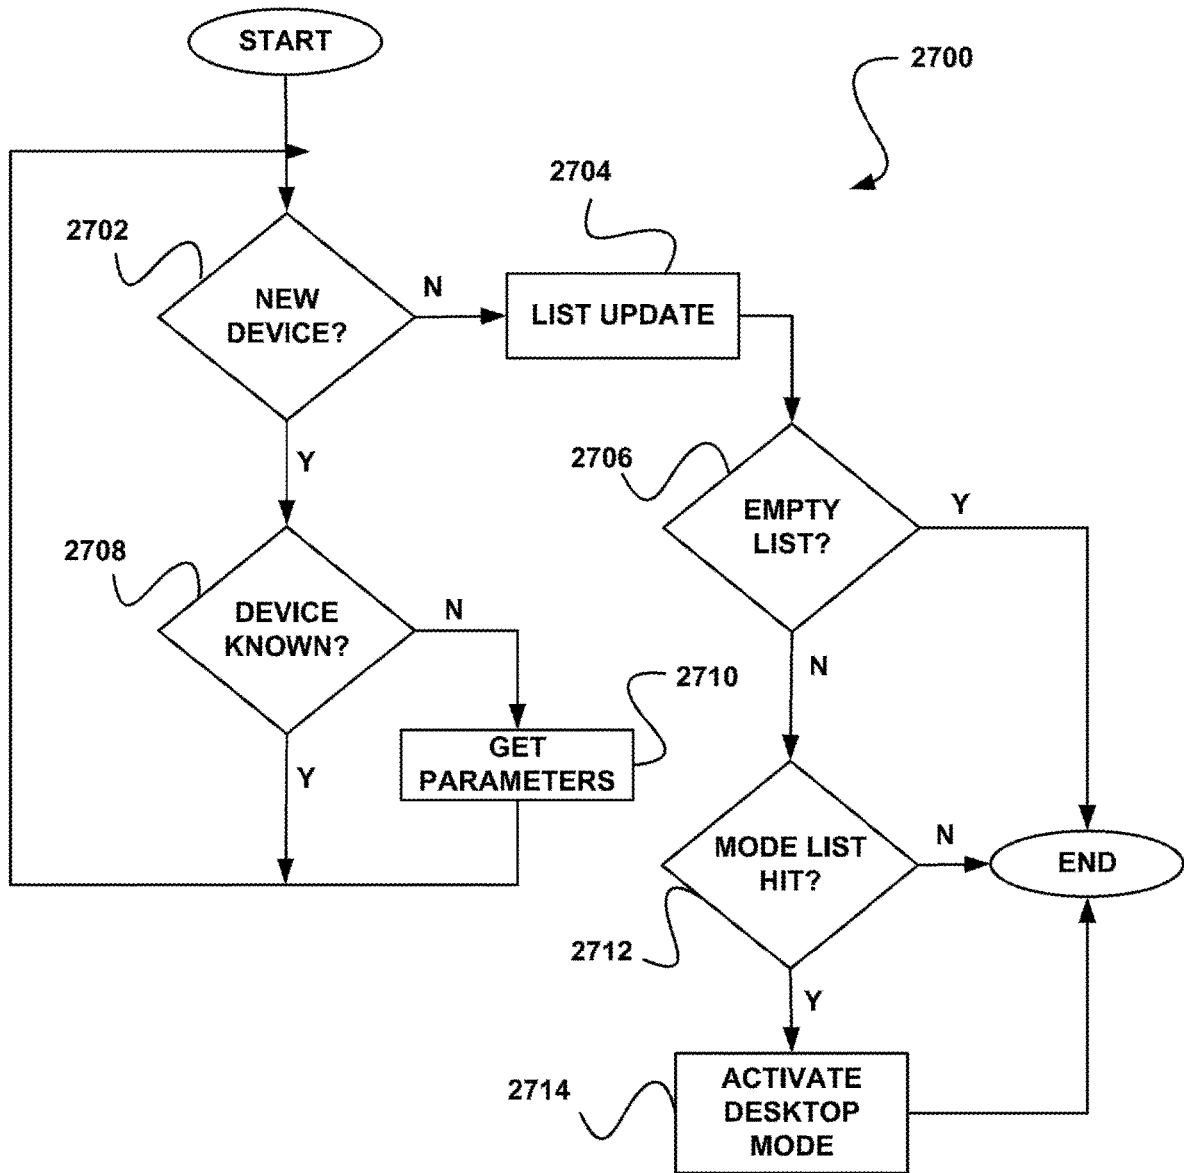 START
2700
2704
2702
N
NEW
DEVICE?
LIST UPDATE
Y
2706
EMPTY
LIST?
Y
2708
DEVICE
KNOWN?
N
N
2710
GET
PARAMETERS
Y
MODE LIST
HIT?
N
END
2712
Y
2714
ACTIVATE
DESKTOP
MODE